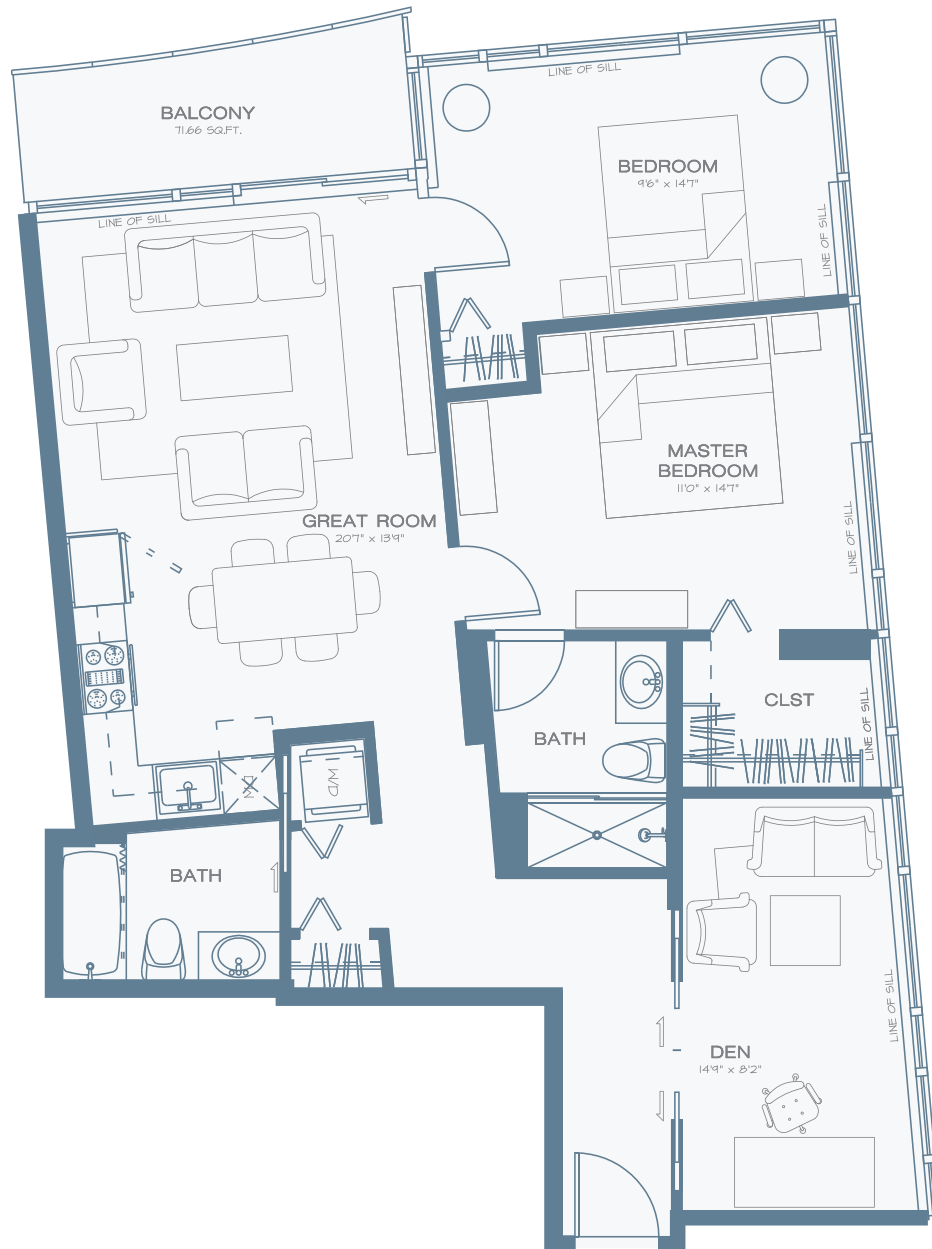 BALCONY
71.66 SQ.FT.
LINE OF SILL
BEDROOM
9'6" x 14'7"
LINE OF SILL
LINE OF SILL
MASTER
BEDROOM
11'0" x 14'7"
LINE OF SILL
GREAT ROOM
20'7" x 13'9"
CLST
LINE OF SILL
BATH
W/D
BATH
LINE OF SILL
DEN
14'9" x 8'2"